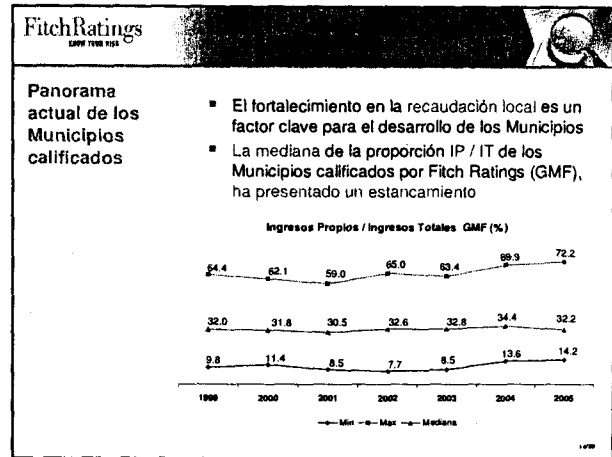 FitchRatings
KNOW YOUR RISK
Panorama
actual de los
Municipios
calificados
▪ El fortalecimiento en la recaudación local es un
factor clave para el desarrollo de los Municipios
▪ La mediana de la proporción IP / IT de los
Municipios calificados por Fitch Ratings (GMF),
ha presentado un estancamiento
Ingresos Propios / Ingresos Totales GMF (%)
64.4 62.1 59.0 65.0 63.4 69.9 72.2
32.0 31.8 30.5 32.6 32.8 34.4 32.2
9.8 11.4 8.5 7.7 8.5 13.6 14.2
2000 2001 2002 2003 2004 2005
Min Max Mediana